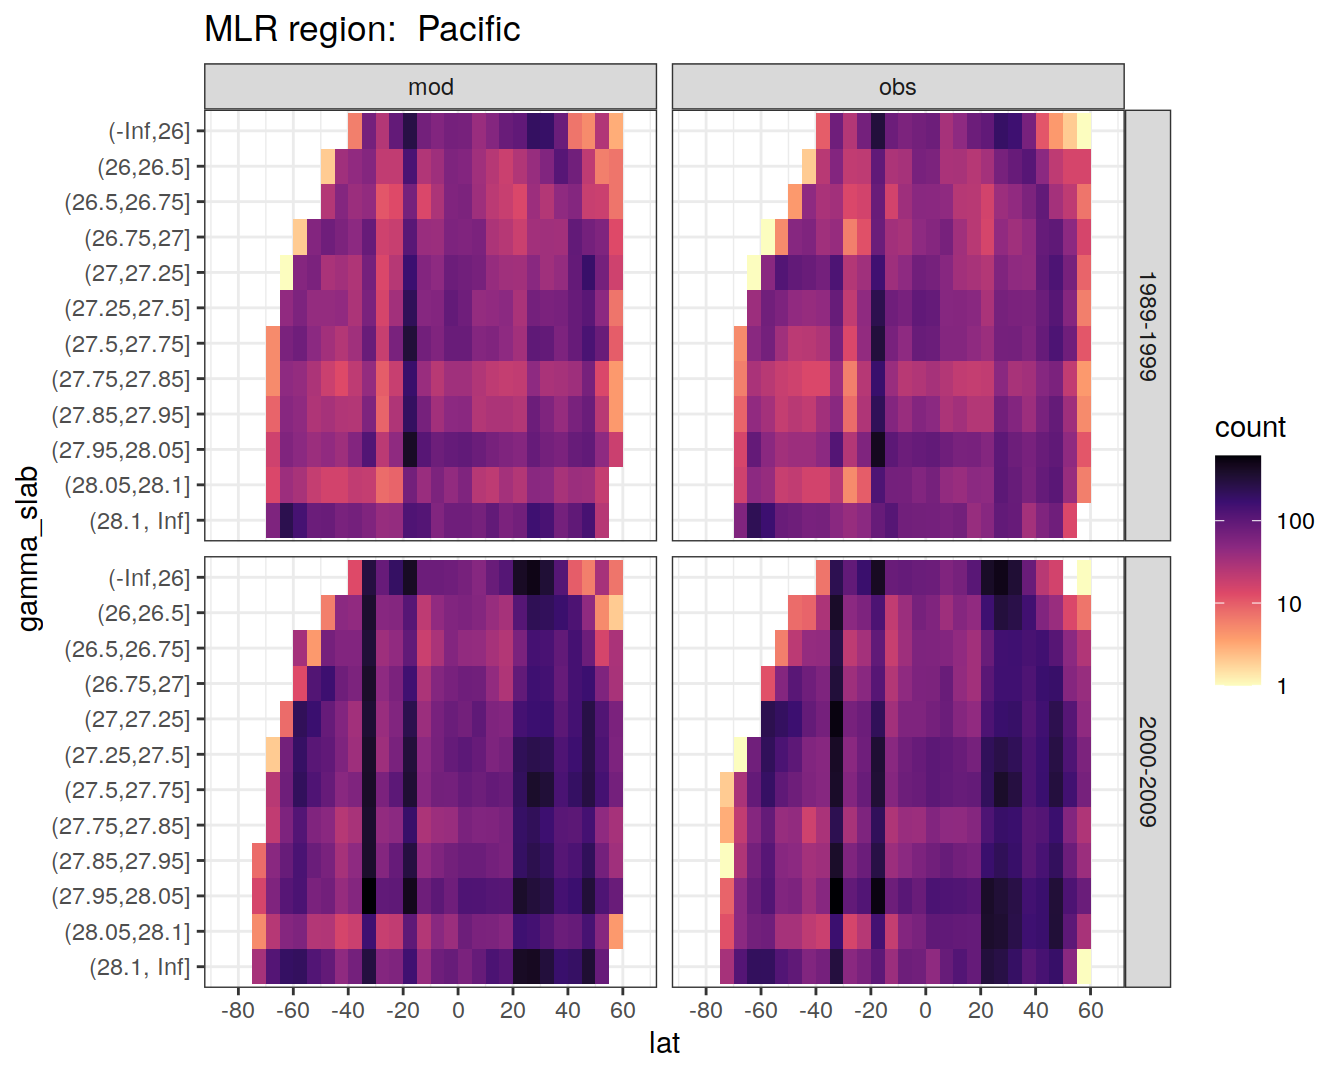 MLR region:  Pacific
mod
obs
(-Inf,26]
(26,26.5]
(26.5,26.75]
(26.75,27]
(27,27.25]
(27.25,27.5]
(27.5,27.75]
(27.75,27.85]
(27.85,27.95]
(27.95,28.05]
(28.05,28.1]
(28.1, Inf]
1989-1999
(-Inf,26]
(26,26.5]
(26.5,26.75]
(26.75,27]
(27,27.25]
(27.25,27.5]
(27.5,27.75]
(27.75,27.85]
(27.85,27.95]
(27.95,28.05]
(28.05,28.1]
(28.1, Inf]
2000-2009
gamma_slab
-80 -60 -40 -20 0 20 40 60
-80 -60 -40 -20 0 20 40 60
lat
count
100
10
1